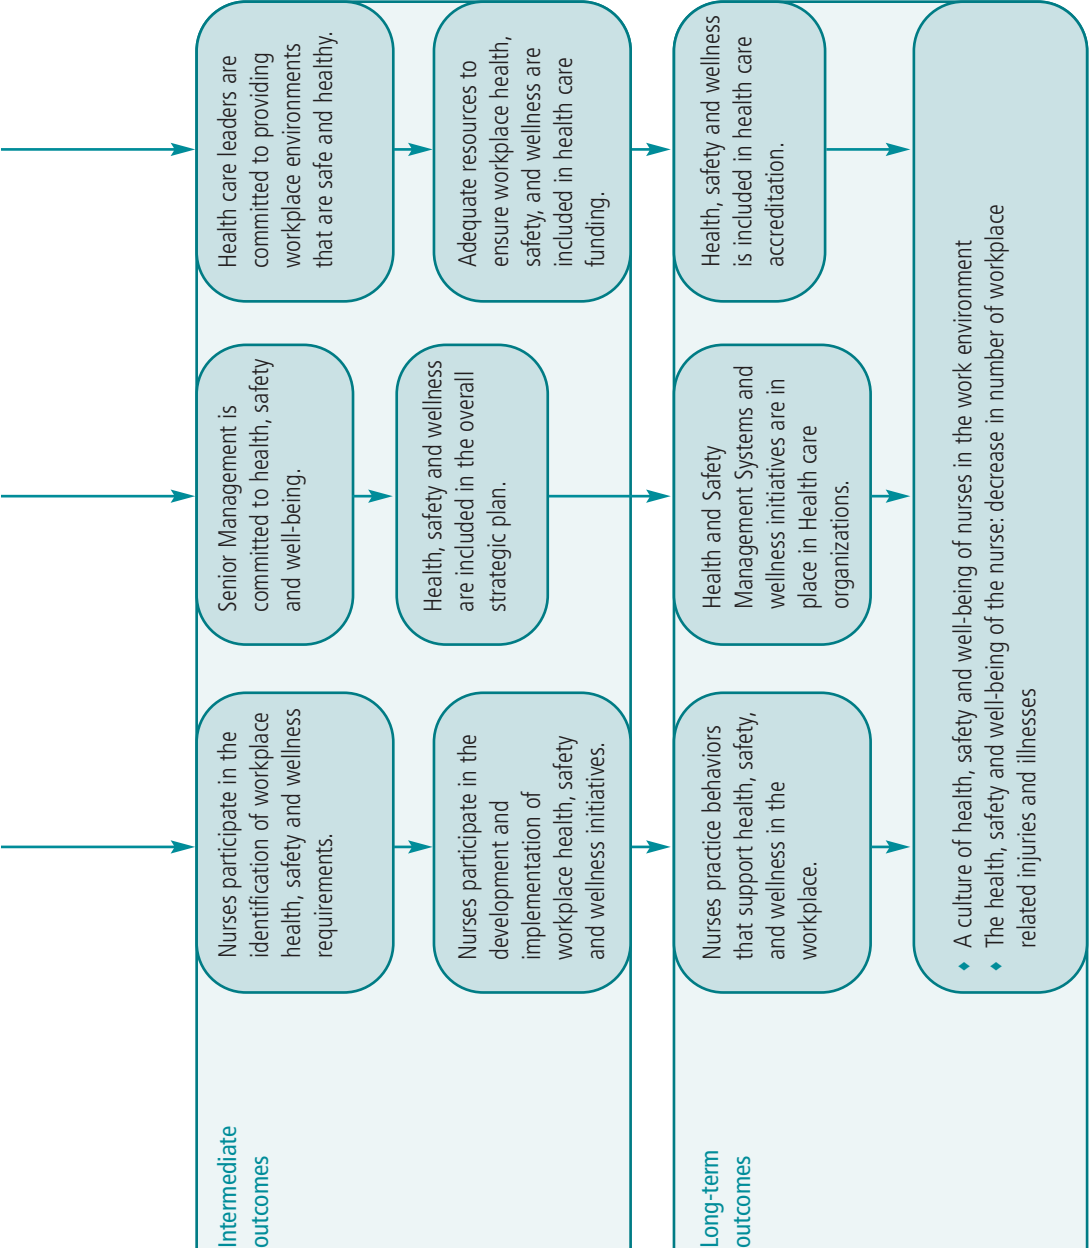 Intermediate
outcomes
Nurses participate in the
identification of workplace
health, safety and wellness
requirements.
Nurses participate in the
development and
implementation of
workplace health, safety
and wellness initiatives.
Senior Management is
committed to health, safety
and well-being.
Health, safety and wellness
are included in the overall
strategic plan.
Health care leaders are
committed to providing
workplace environments
that are safe and healthy.
Adequate resources to
ensure workplace health,
safety, and wellness are
included in health care
funding.
Long-term
outcomes
Nurses practice behaviors
that support health, safety,
and wellness in the
workplace.
Health and Safety
Management Systems and
wellness initiatives are in
place in Health care
organizations.
Health, safety and wellness
is included in health care
accreditation.
♦ A culture of health, safety and well-being of nurses in the work environment
♦ The health, safety and well-being of the nurse: decrease in number of workplace
related injuries and illnesses